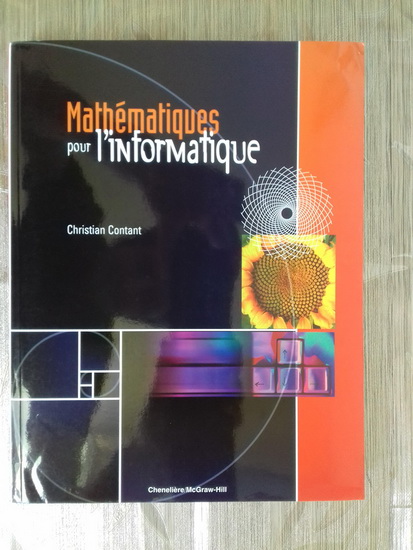 Mathématiques
pour l'informatique
Christian Contant
Chenelière/McGraw-Hill